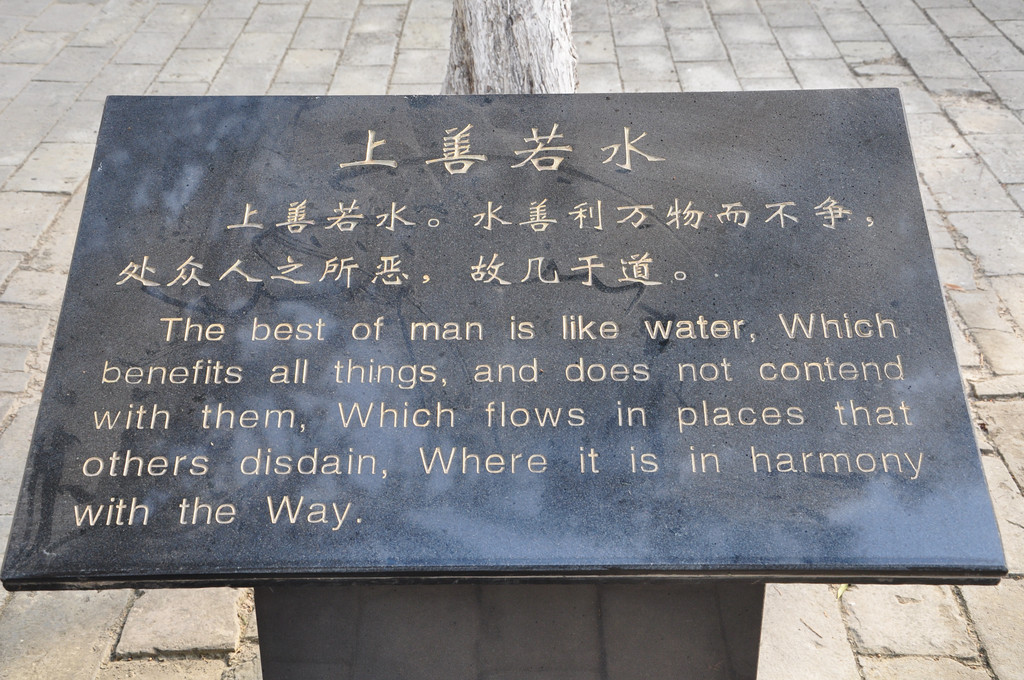 上善若水
上善若水。水善利万物而不争，
处众人之所恶，故几于道。
The best of man is like water, Which
benefits all things, and does not contend
with them, Which flows in places that
others disdain, Where it is in harmony
with the Way.